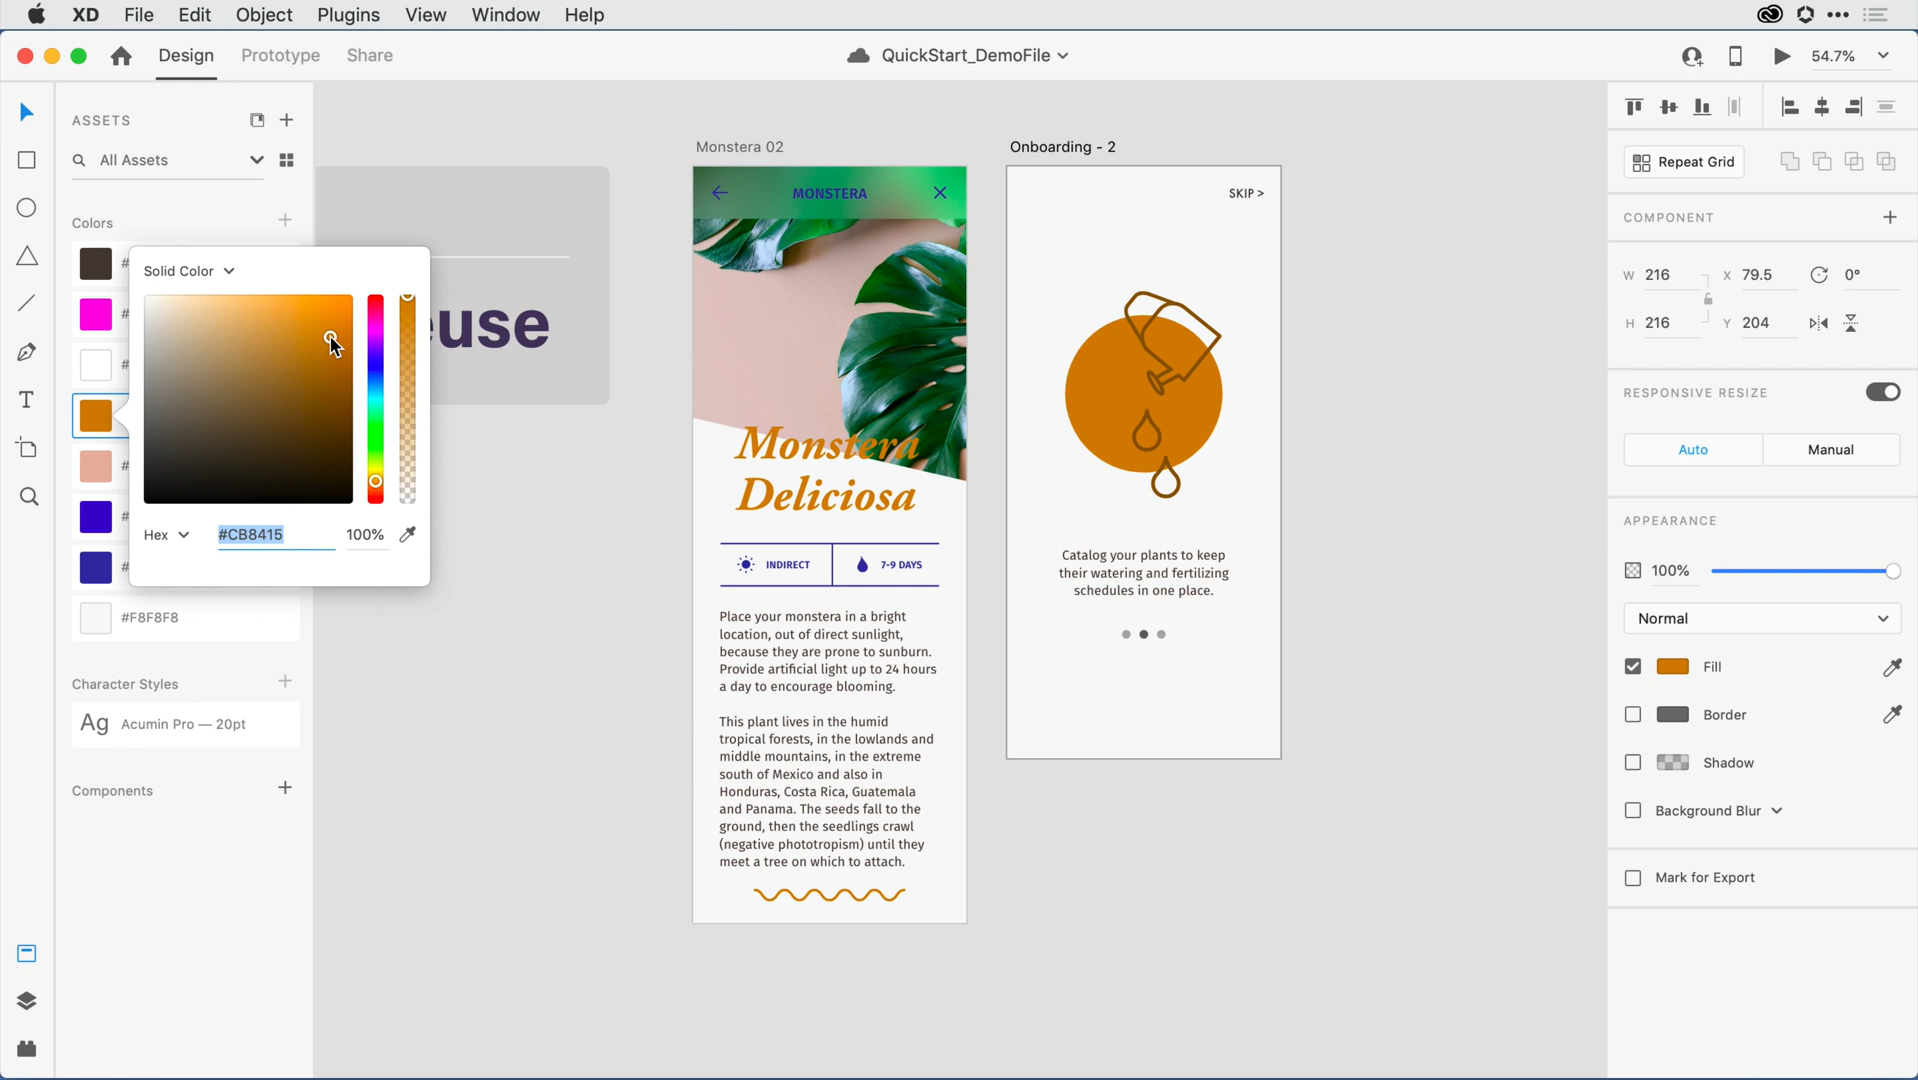 XD File Edit Object Plugins View Window Help
Design Prototype Share
QuickStart_DemoFile
54.7%
ASSETS
All Assets
Colors
#
#
#
#
#
#
#F8F8F8
Solid Color
Hex #CB8415 100%
Character Styles
Ag Acumin Pro — 20pt
Components
euse
Monstera 02
MONSTERA
Monstera
Deliciosa
INDIRECT
7-9 DAYS
Place your monstera in a bright
location, out of direct sunlight,
because they are prone to sunburn.
Provide artificial light up to 24 hours
a day to encourage blooming.
This plant lives in the humid
tropical forests, in the lowlands and
middle mountains, in the extreme
south of Mexico and also in
Honduras, Costa Rica, Guatemala
and Panama. The seeds fall to the
ground, then the seedlings crawl
(negative phototropism) until they
meet a tree on which to attach.
Onboarding - 2
SKIP >
Catalog your plants to keep
their watering and fertilizing
schedules in one place.
Repeat Grid
COMPONENT
W 216 X 79.5 0°
H 216 Y 204
RESPONSIVE RESIZE
Auto Manual
APPEARANCE
100%
Normal
Fill
Border
Shadow
Background Blur
Mark for Export